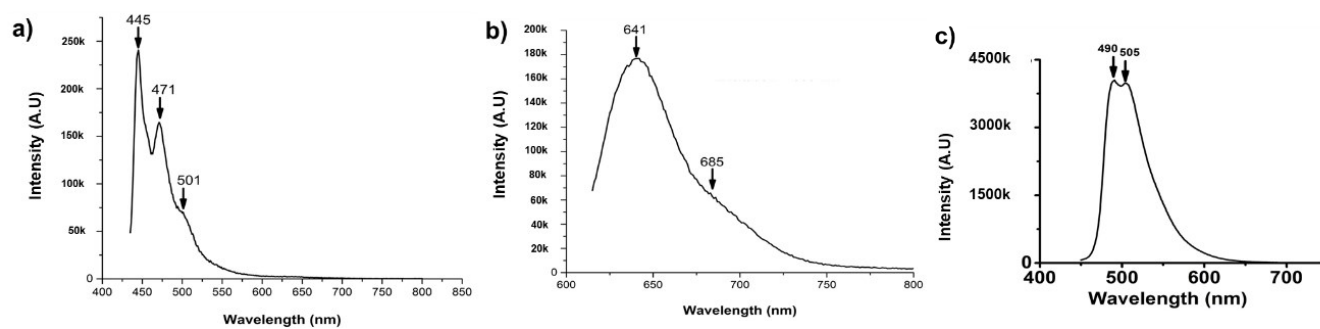 a)
445
471
501
250k
200k
150k
100k
50k
0
400 450 500 550 600 650 700 750 800 850
Intensity (A.U)
Wavelength (nm)
b)
641
685
200k
180k
160k
140k
120k
100k
80k
60k
40k
20k
0
600 650 700 750 800
Intensity (A.U)
Wavelength (nm)
c)
490 505
4500k
3000k
1500k
0
400 500 600 700
Intensity (A.U)
Wavelength (nm)